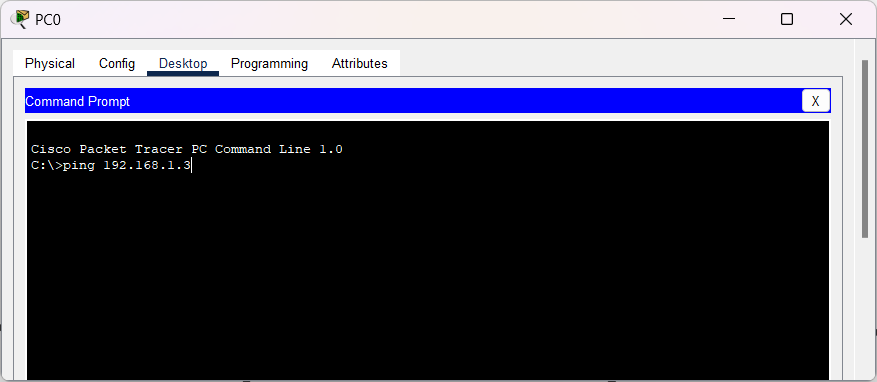 PC0
Physical Config Desktop Programming Attributes
Command Prompt X
Cisco Packet Tracer PC Command Line 1.0
C:\>ping 192.168.1.3